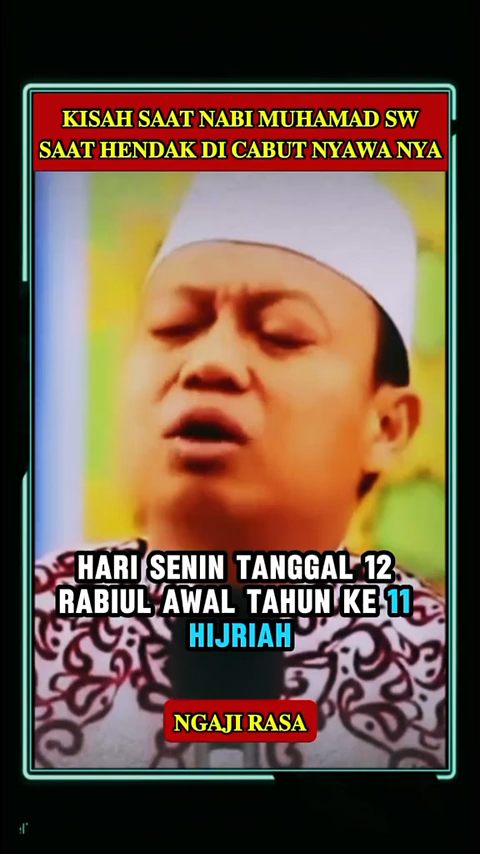 KISAH SAAT NABI MUHAMAD SW
SAAT HENDAK DI CABUT NYAWA NYA
HARI SENIN TANGGAL 12
RABIUL AWAL TAHUN KE 11
HIJRIAH
NGAJI RASA